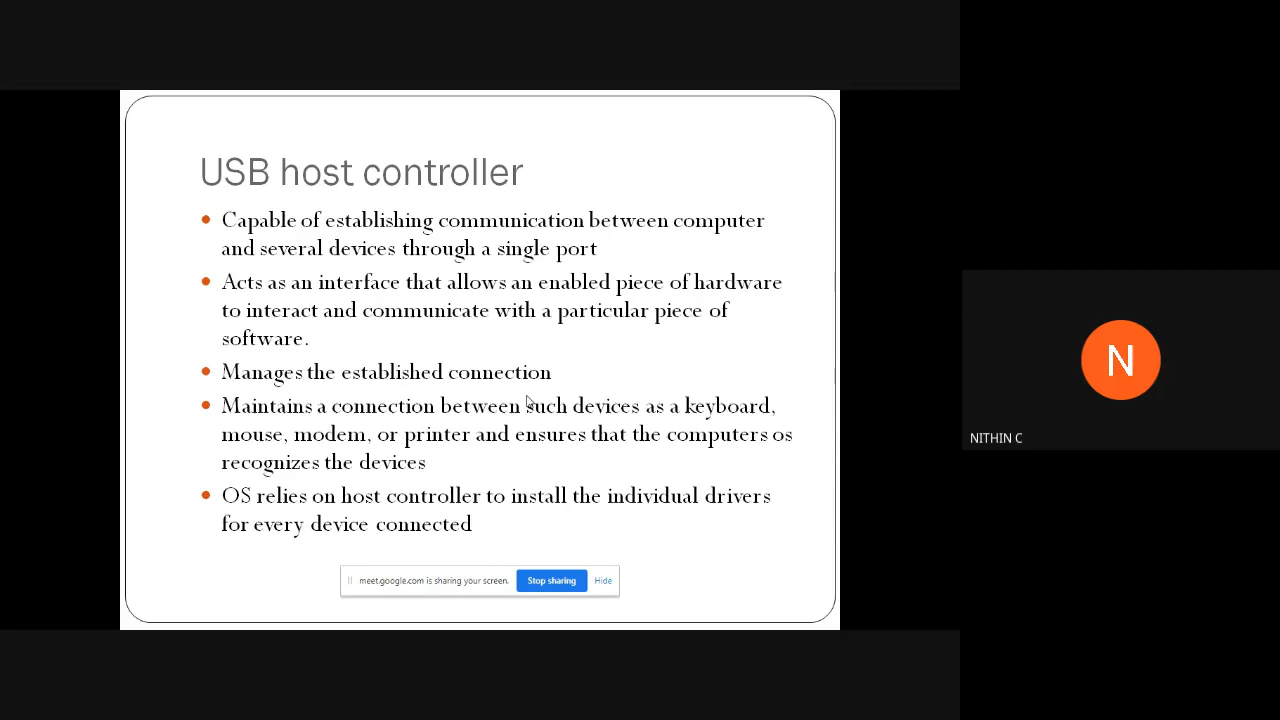 USB host controller
Capable of establishing communication between computer
and several devices through a single port
Acts as an interface that allows an enabled piece of hardware
to interact and communicate with a particular piece of
software.
Manages the established connection
Maintains a connection between such devices as a keyboard,
mouse, modem, or printer and ensures that the computers os
recognizes the devices
OS relies on host controller to install the individual drivers
for every device connected
meet.google.com is sharing your screen. Stop sharing Hide
N
NITHIN C